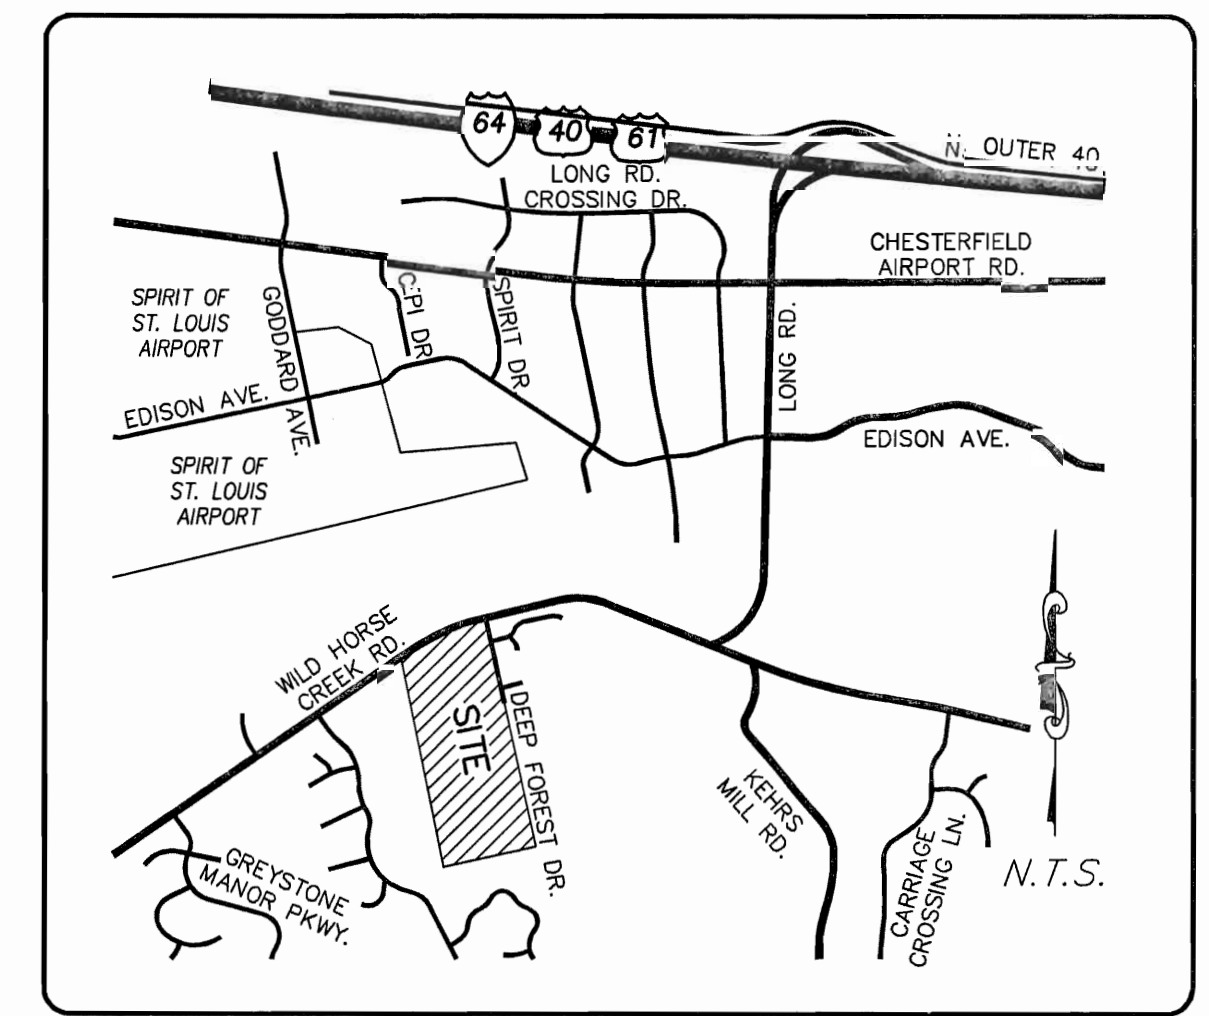 64
40
61
N. OUTER 40
LONG RD.
CROSSING DR.
CHESTERFIELD
AIRPORT RD.
SPIRIT OF
ST. LOUIS
AIRPORT
GODDARD AVE.
DR.
SPIRIT DR.
LONG RD.
EDISON AVE.
EDISON AVE.
SPIRIT OF
ST. LOUIS
AIRPORT
WILD HORSE
CREEK RD.
SITE
DEEP FOREST DR.
KEHRS
MILL RD.
CARRIAGE
CROSSING LN.
GREYSTONE
MANOR PKWY.
N.T.S.